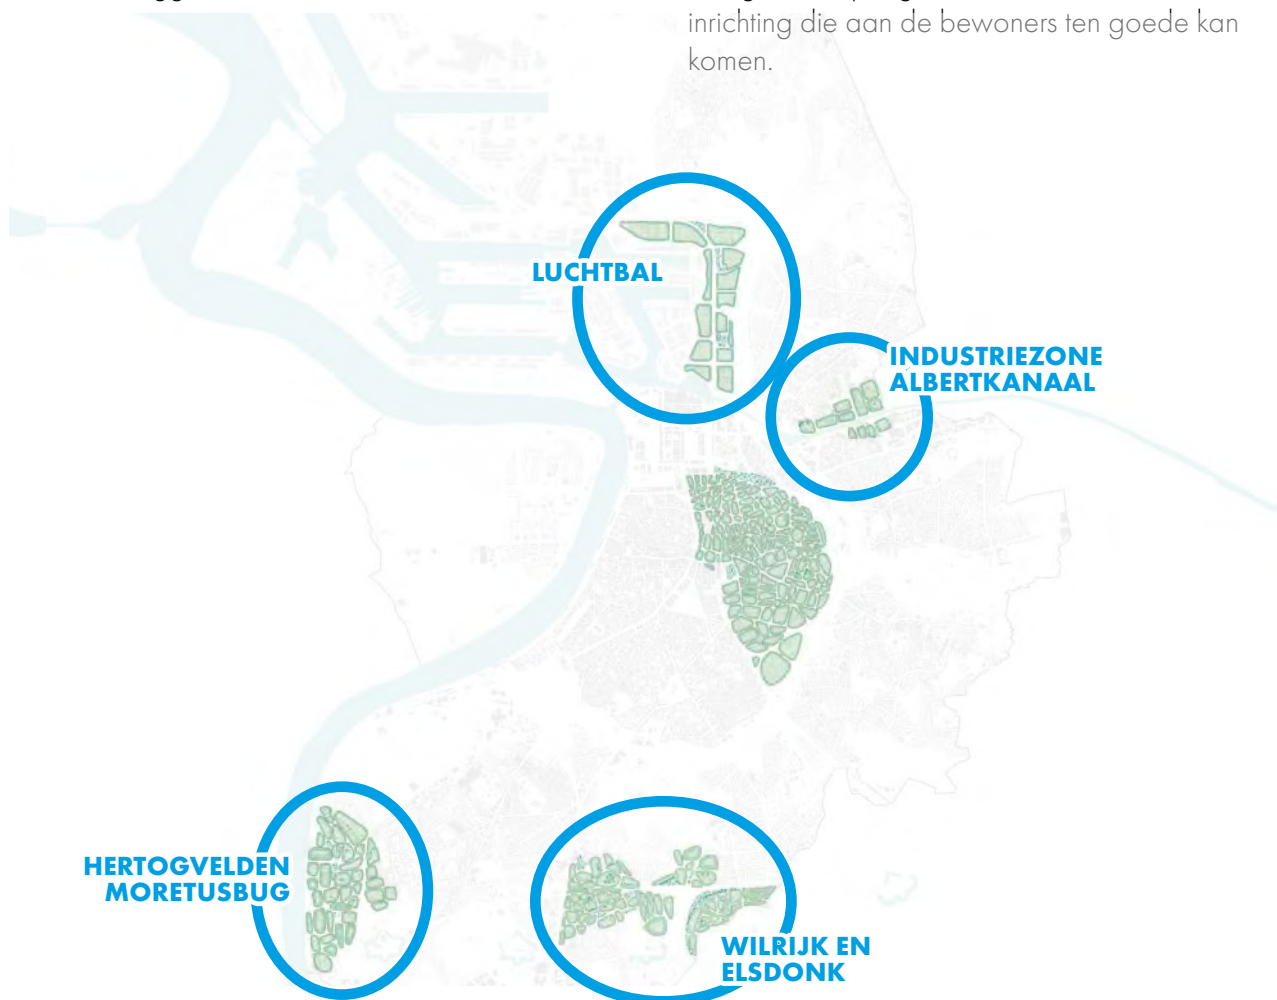 inrichting die aan de bewoners ten goede kan
komen.
LUCHTBAL
INDUSTRIEZONE
ALBERTKANAAL
HERTOGVELDEN
MORETUSBUG
WILRIJK EN
ELSDONK